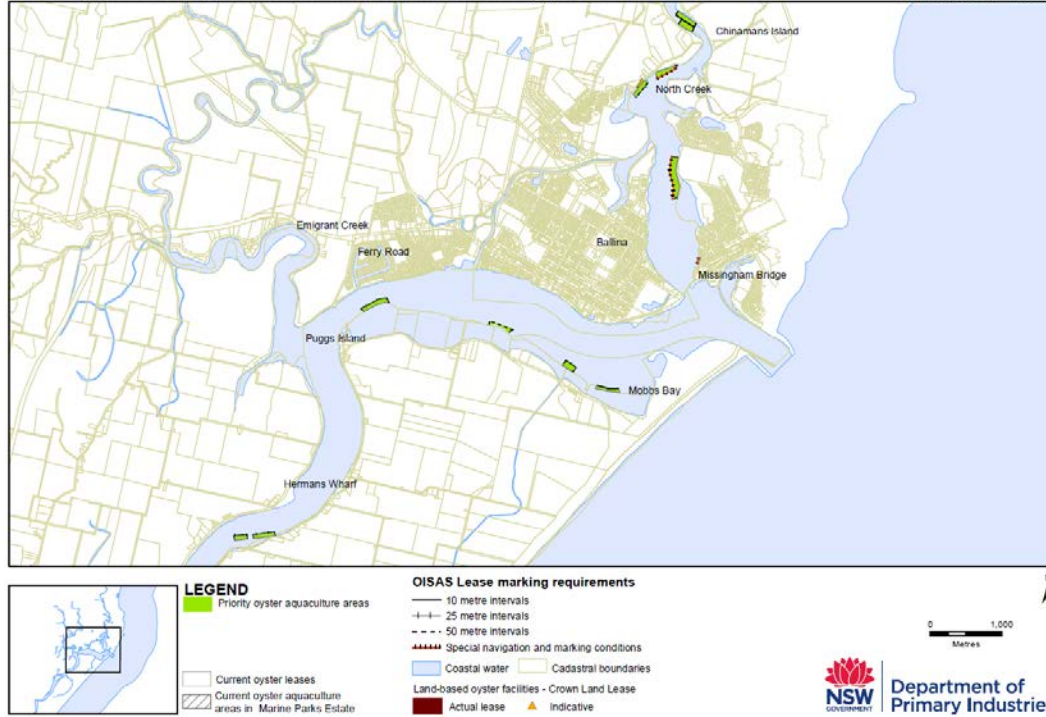 Chinamans Island
North Creek
Emigrant Creek
Ferry Road
Ballina
Missingham Bridge
Puggs Island
Mobbs Bay
Hermans Wharf
LEGEND
Priority oyster aquaculture areas
Current oyster leases
Current oyster aquaculture
areas in Marine Parks Estate
OISAS Lease marking requirements
10 metre intervals
25 metre intervals
50 metre intervals
Special navigation and marking conditions
Coastal water
Cadastral boundaries
Land-based oyster facilities - Crown Land Lease
Actual lease
Indicative
0 1,000
Metres
NSW
GOVERNMENT
Department of
Primary Industrie